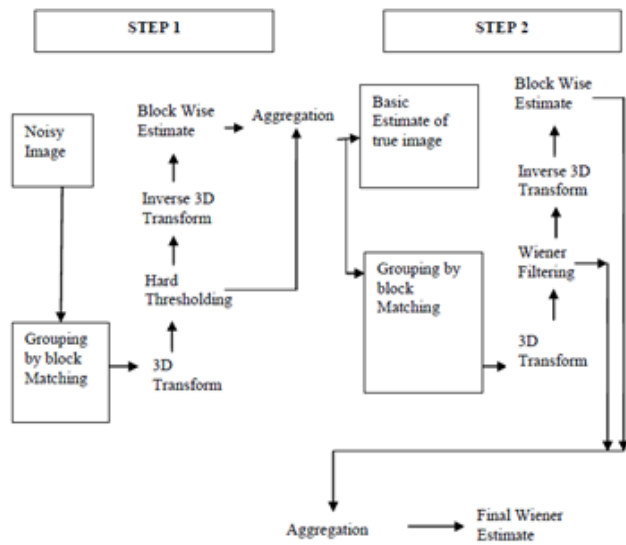 STEP 1
STEP 2
Noisy
Image
Grouping
by block
Matching
3D
Transform
Hard
Thresholding
Inverse 3D
Transform
Block Wise
Estimate
Aggregation
Basic
Estimate of
true image
Grouping by
block
Matching
3D
Transform
Wiener
Filtering
Inverse 3D
Transform
Block Wise
Estimate
Aggregation
Final Wiener
Estimate